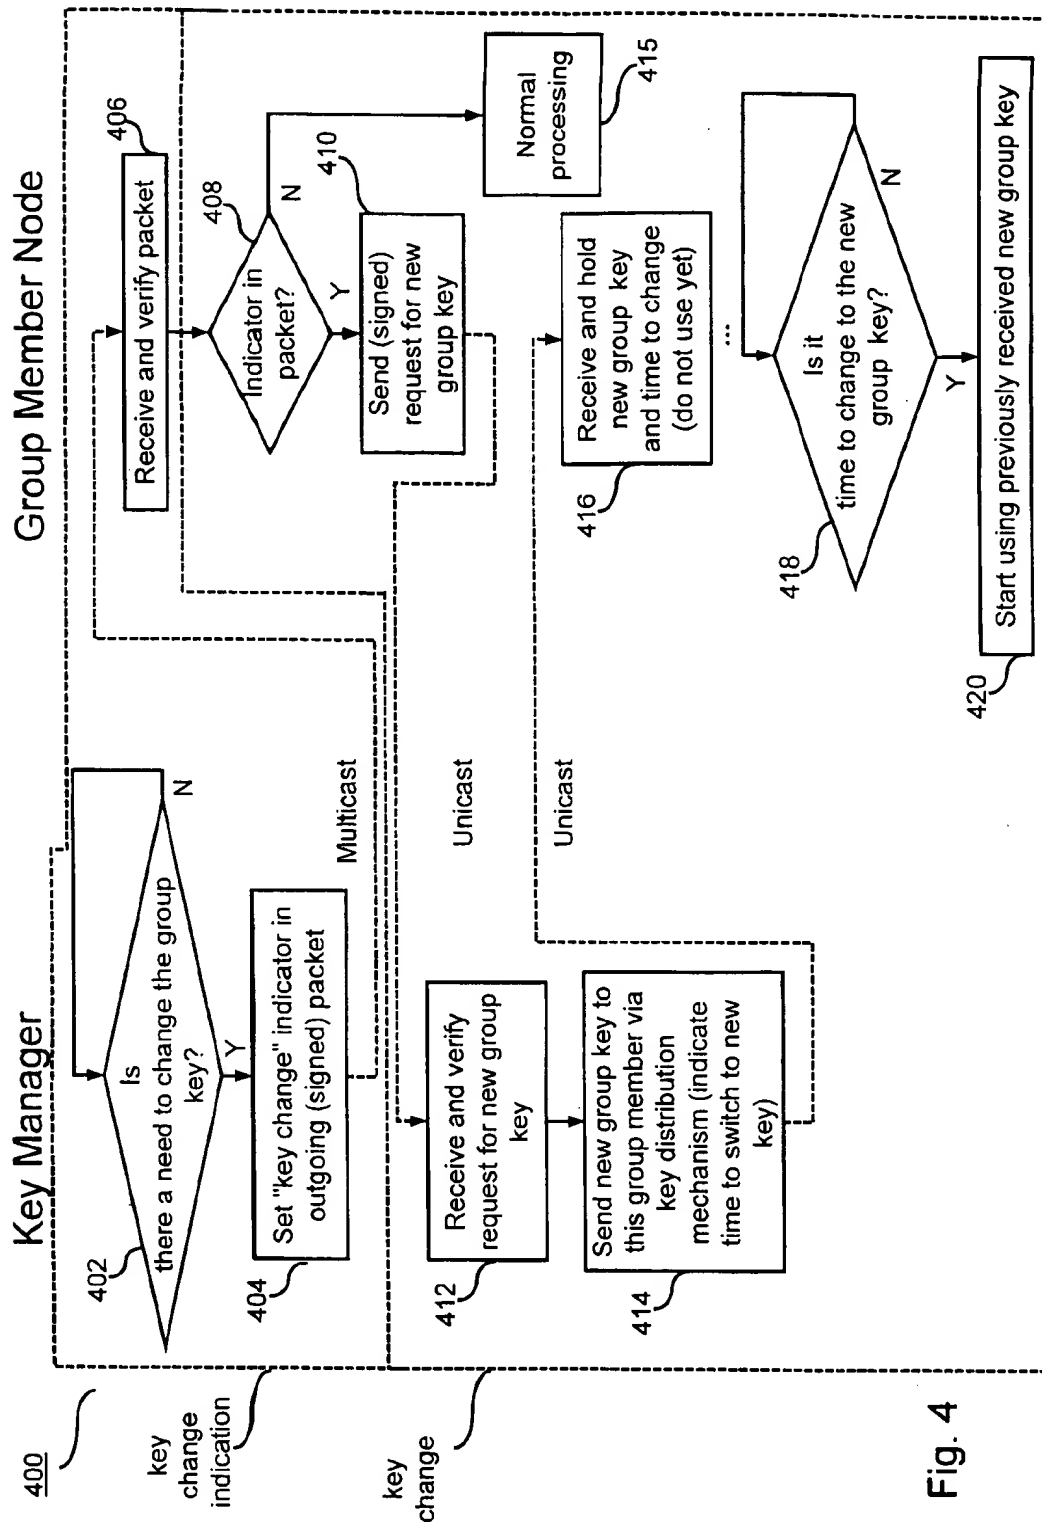 400
Key Manager
Group Member Node
key
change
indication
key
change
402
Is
there a need to change the group
key?
N
Y
404
Set "key change" indicator in
outgoing (signed) packet
Multicast
406
Receive and verify packet
408
Indicator in
packet?
N
Y
410
Send (signed)
request for new
group key
Normal
processing
415
Unicast
412
Receive and verify
request for new group
key
414
Send new group key to
this group member via
key distribution
mechanism (indicate
time to switch to new
key)
Unicast
416
Receive and hold
new group key
and time to change
(do not use yet)
...
418
Is it
time to change to the new
group key?
N
Y
420
Start using previously received new group key
Fig. 4